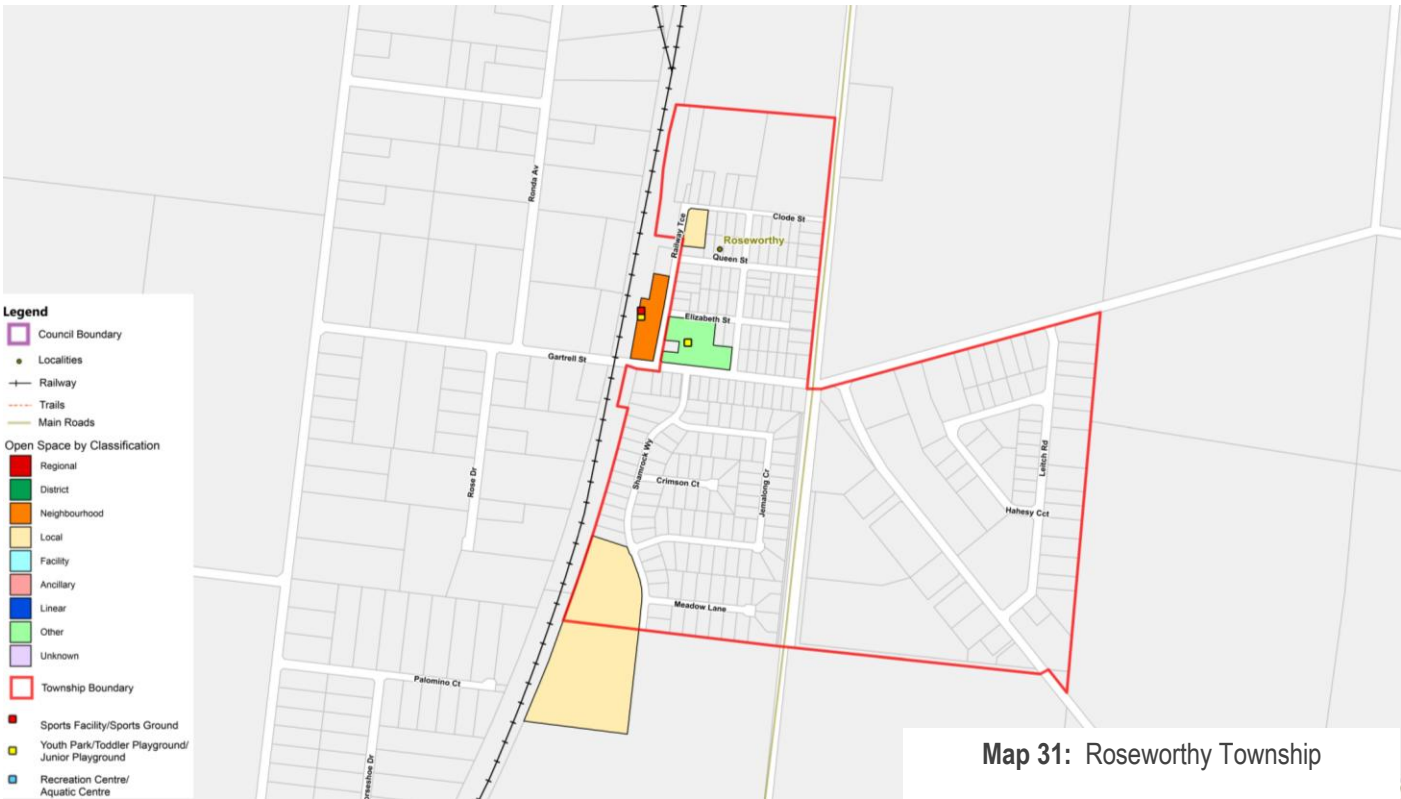 Legend
Council Boundary
Localities
Railway
Trails
Main Roads
Open Space by Classification
Regional
District
Neighbourhood
Local
Facility
Ancillary
Linear
Other
Unknown
Township Boundary
Sports Facility/Sports Ground
Youth Park/Toddler Playground/
Junior Playground
Recreation Centre/
Aquatic Centre
Ronda Av
Railway Tce
Clode St
Roseworthy
Queen St
Elizabeth St
Gartrell St
Rose Dr
Shamrock Wy
Crimson Ct
Jemalong Cr
Leitch Rd
Hahesy Cct
Meadow Lane
Palomino Ct
orseshoe Dr
Map 31: Roseworthy Township